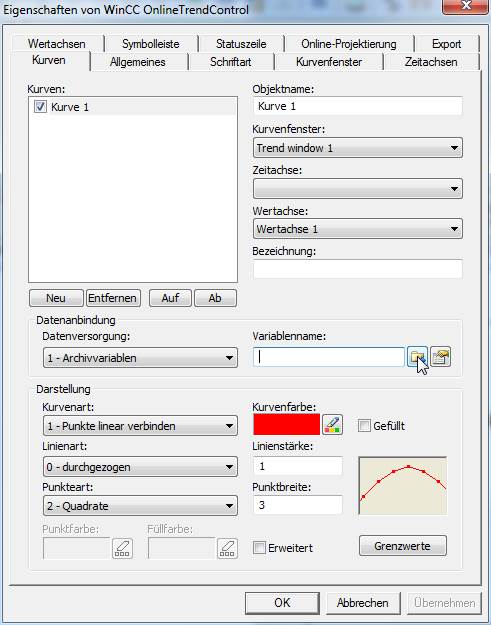 Eigenschaften von WinCC OnlineTrendControl
Wertachsen Symbolleiste Statuszeile Online-Projektierung Export
Kurven Allgemeines Schriftart Kurvenfenster Zeitachsen
Kurven:
Kurve 1
Neu Entfernen Auf Ab
Objektname:
Kurve 1
Kurvenfenster:
Trend window 1
Zeitachse:
Wertachse:
Wertachse 1
Bezeichnung:
Datenanbindung
Datenversorgung: Variablenname:
1 - Archivvariablen
Darstellung
Kurvenart: Kurvenfarbe:
1 - Punkte linear verbinden Gefüllt
Linienart: Linienstärke:
0 - durchgezogen 1
Punkteart: Punktbreite:
2 - Quadrate 3
Punktfarbe: Füllfarbe:
Erweitert Grenzwerte
OK Abbrechen Übernehmen